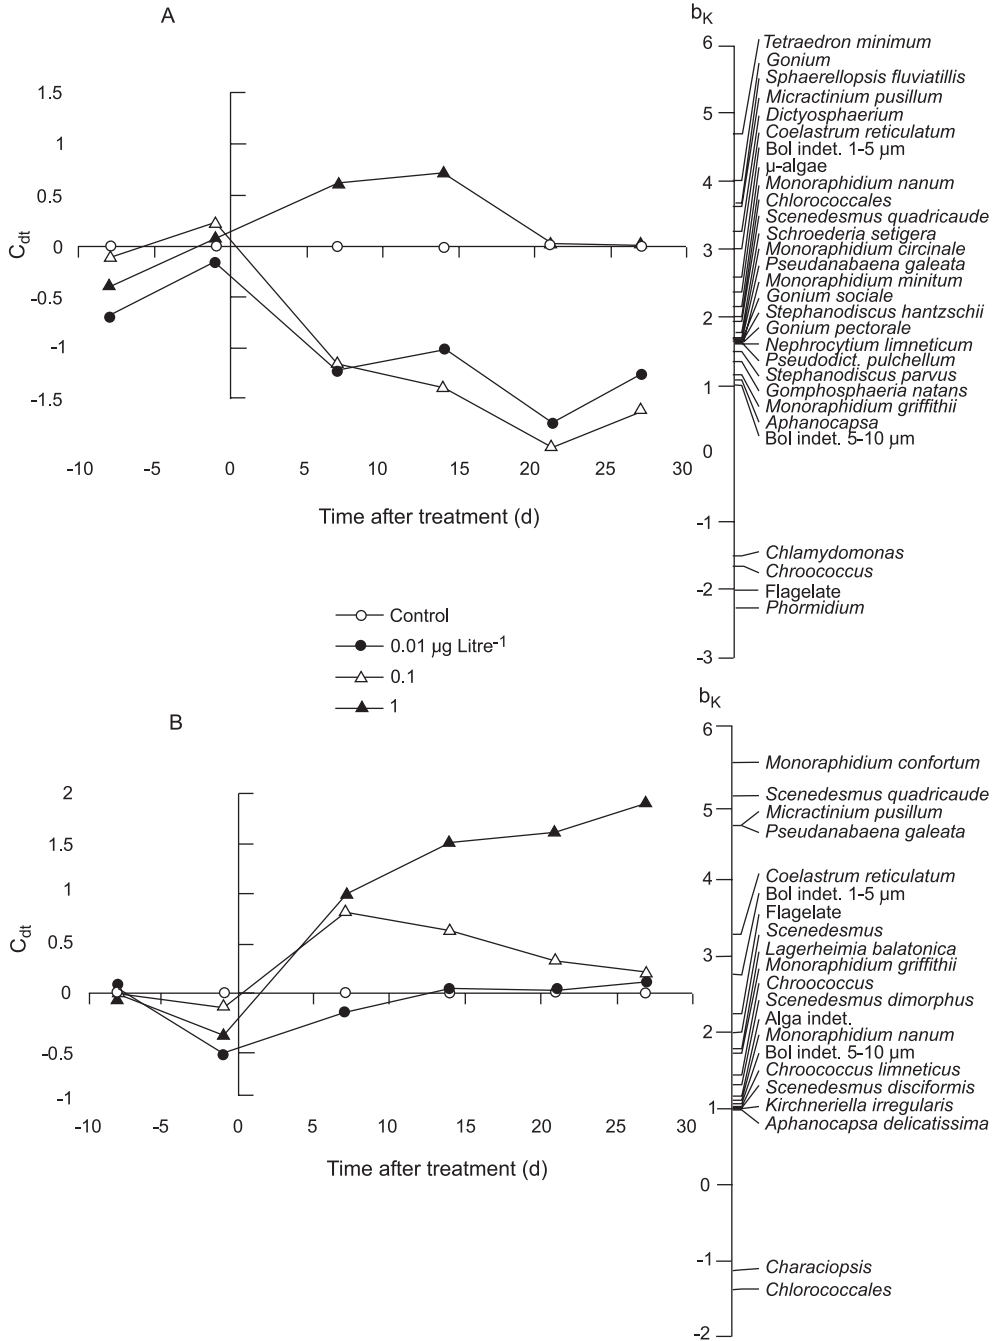 A
b_K
C_dt
1.5
1
0.5
0
-0.5
-1
-1.5
-10 -5 0 5 10 15 20 25 30
Time after treatment (d)
6
5
4
3
2
1
0
-1
-2
-3
Tetraedron minimum
Gonium
Sphaerellopsis fluviatillis
Micractinium pusillum
Dictyosphaerium
Coelastrum reticulatum
Bol indet. 1-5 µm
µ-algae
Monoraphidium nanum
Chlorococcales
Scenedesmus quadricaude
Schroederia setigera
Monoraphidium circinale
Pseudanabaena galeata
Monoraphidium minitum
Gonium sociale
Stephanodiscus hantzschii
Gonium pectorale
Nephrocytium limneticum
Pseudodict. pulchellum
Stephanodiscus parvus
Gomphosphaeria natans
Monoraphidium griffithii
Aphanocapsa
Bol indet. 5-10 µm
Chlamydomonas
Chroococcus
Flagelate
Phormidium
Control
0.01 µg Litre⁻¹
0.1
1
B
b_K
C_dt
2
1.5
1
0.5
0
-0.5
-1
-10 -5 0 5 10 15 20 25 30
Time after treatment (d)
6
5
4
3
2
1
0
-1
-2
Monoraphidium confortum
Scenedesmus quadricaude
Micractinium pusillum
Pseudanabaena galeata
Coelastrum reticulatum
Bol indet. 1-5 µm
Flagelate
Scenedesmus
Lagerheimia balatonica
Monoraphidium griffithii
Chroococcus
Scenedesmus dimorphus
Alga indet.
Monoraphidium nanum
Bol indet. 5-10 µm
Chroococcus limneticus
Scenedesmus disciformis
Kirchneriella irregularis
Aphanocapsa delicatissima
Characiopsis
Chlorococcales